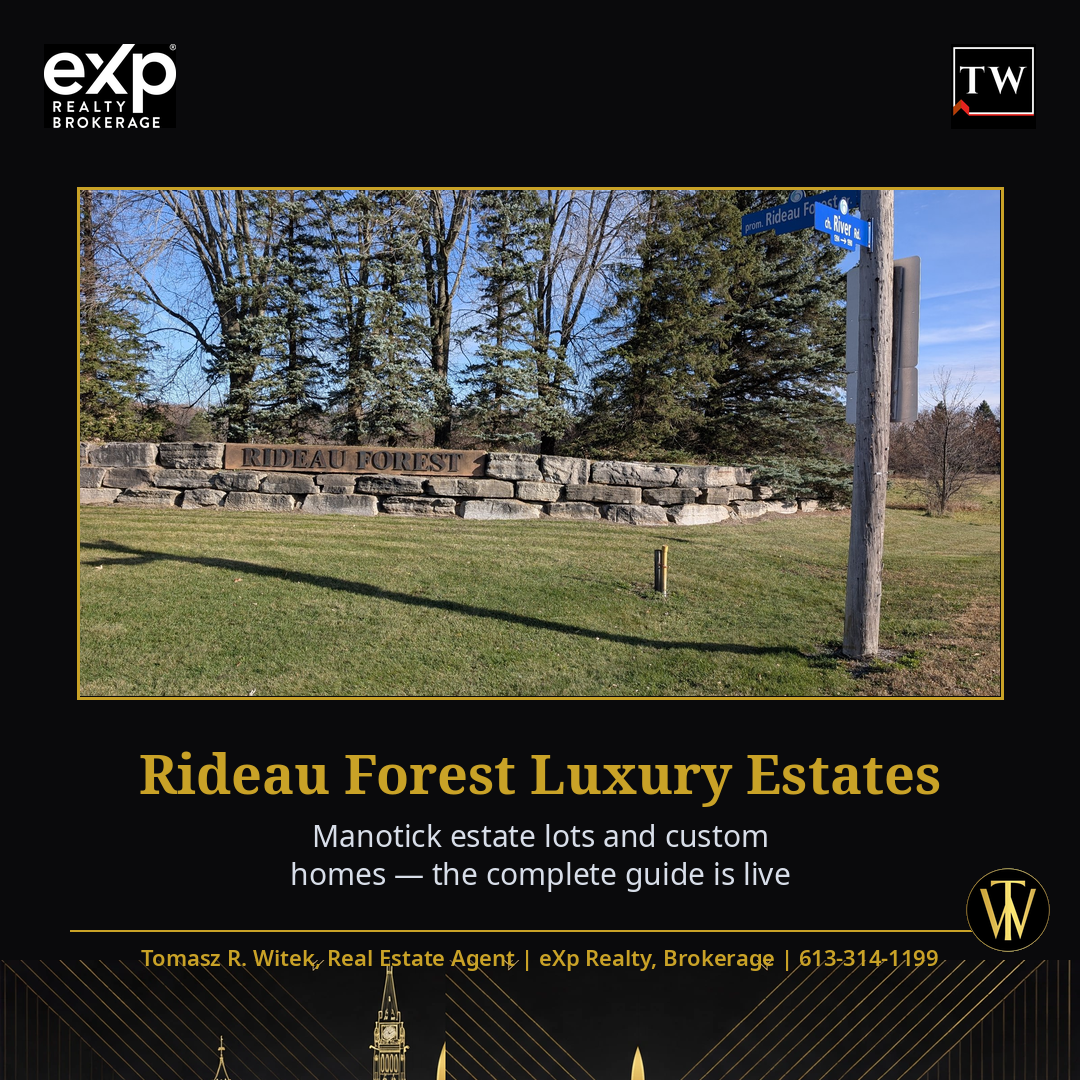 eXp®
REALTY
BROKERAGE
TW
prom. Rideau Forest
ch. River Rd.
RIDEAU FOREST
Rideau Forest Luxury Estates
Manotick estate lots and custom
homes — the complete guide is live
TW
Tomasz R. Witek, Real Estate Agent | eXp Realty, Brokerage | 613-314-1199